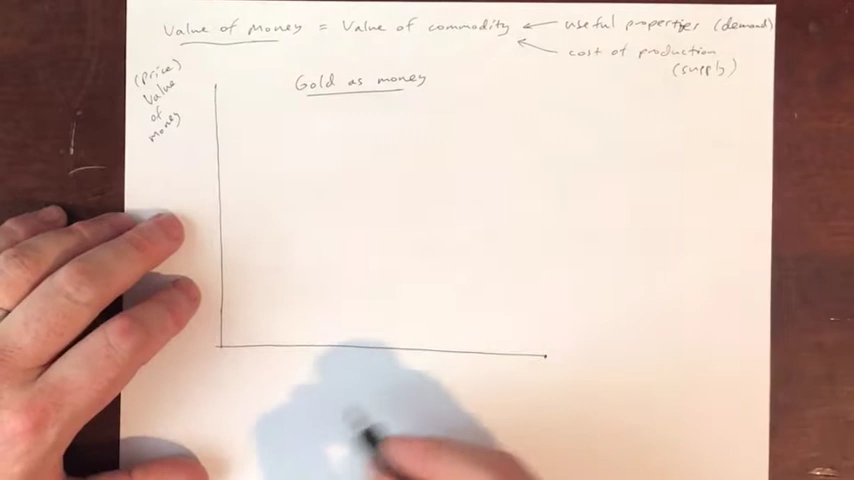 Value of money = Value of commodity ← useful properties (demand)
← cost of production
(supply)
(price)
Value
of
money
Gold as money